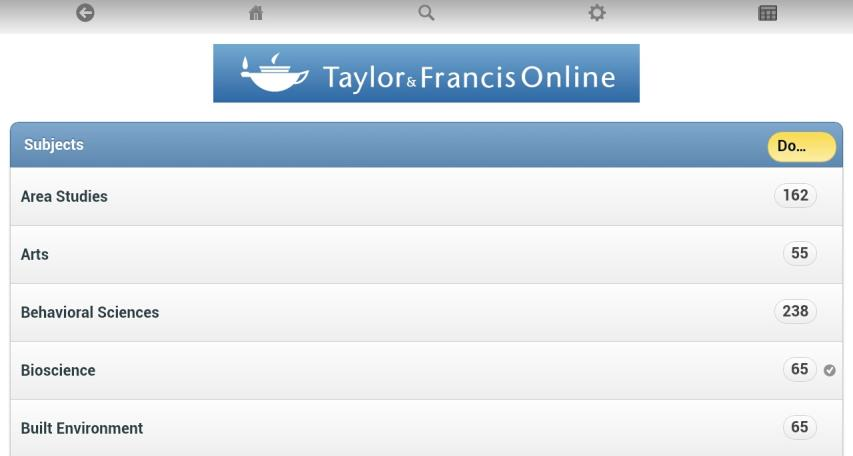 Taylor & Francis Online
Subjects
Do...
Area Studies
162
Arts
55
Behavioral Sciences
238
Bioscience
65
Built Environment
65